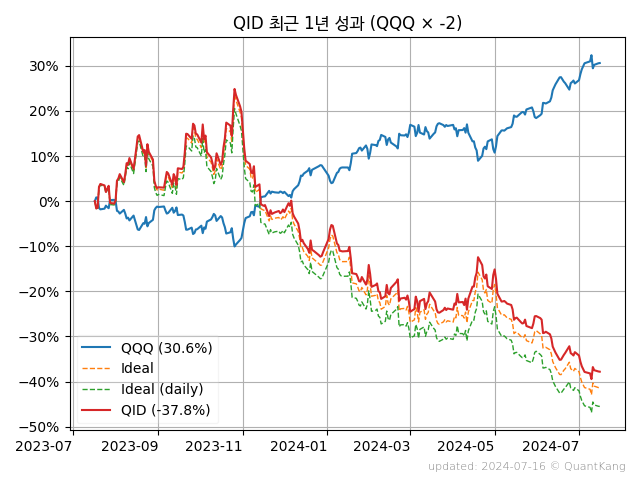 QID 최근 1년 성과 (QQQ × -2)
30%
20%
10%
0%
−10%
−20%
−30%
−40%
−50%
QQQ (30.6%)
Ideal
Ideal (daily)
QID (-37.8%)
2023-07 2023-09 2023-11 2024-01 2024-03 2024-05 2024-07
updated: 2024-07-16 © QuantKang